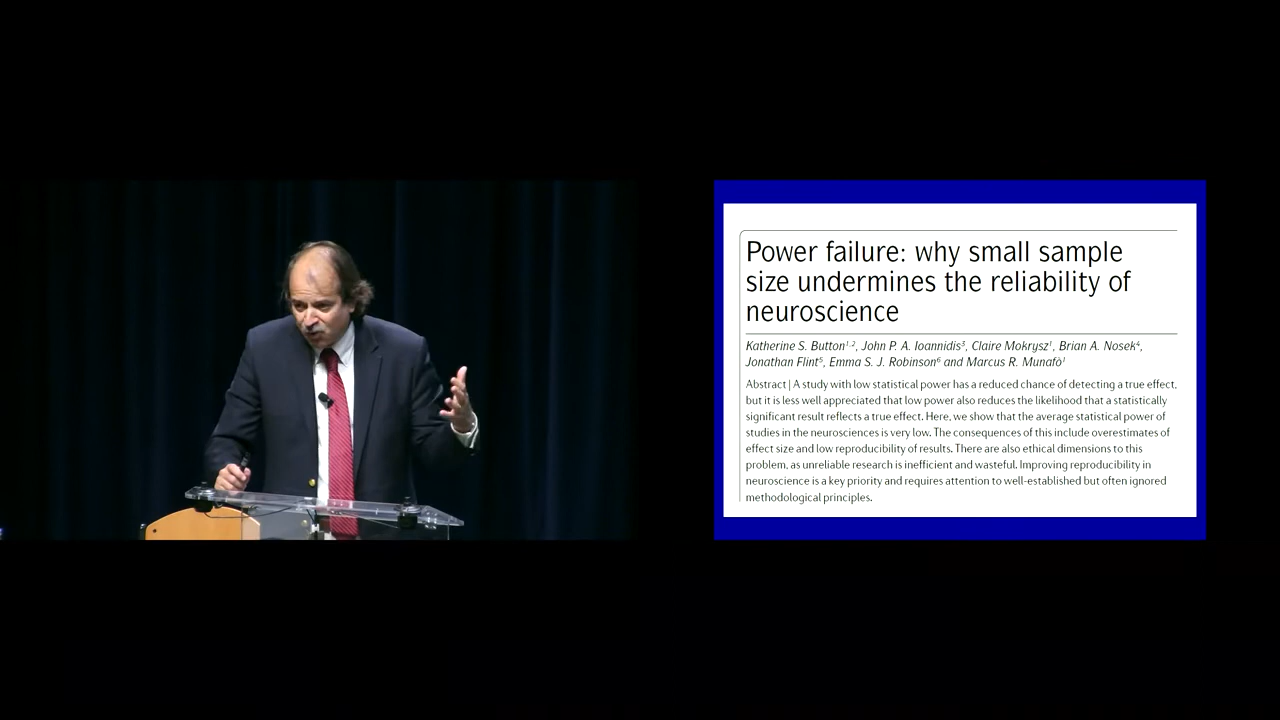 Power failure: why small sample
size undermines the reliability of
neuroscience
Katherine S. Button¹,², John P. A. Ioannidis³, Claire Mokrysz¹, Brian A. Nosek⁴,
Jonathan Flint⁵, Emma S. J. Robinson⁶ and Marcus R. Munafò¹
Abstract | A study with low statistical power has a reduced chance of detecting a true effect,
but it is less well appreciated that low power also reduces the likelihood that a statistically
significant result reflects a true effect. Here, we show that the average statistical power of
studies in the neurosciences is very low. The consequences of this include overestimates of
effect size and low reproducibility of results. There are also ethical dimensions to this
problem, as unreliable research is inefficient and wasteful. Improving reproducibility in
neuroscience is a key priority and requires attention to well-established but often ignored
methodological principles.